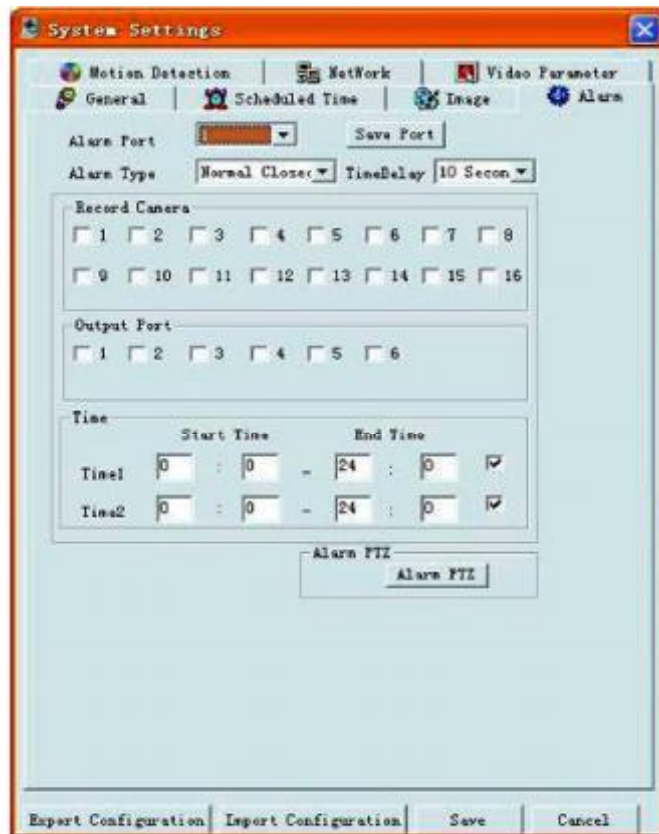 System Settings
Motion Detection NetWork Video Parameter
General Scheduled Time Image Alarm
Alarm Port Save Port
Alarm Type Normal Closec TimeDelay 10 Secon
Record Camera
1 2 3 4 5 6 7 8
9 10 11 12 13 14 15 16
Output Port
1 2 3 4 5 6
Time
Start Time End Time
Time1 0 : 0 - 24 : 0
Time2 0 : 0 - 24 : 0
Alarm PTZ
Alarm PTZ
Export Configuration Import Configuration Save Cancel